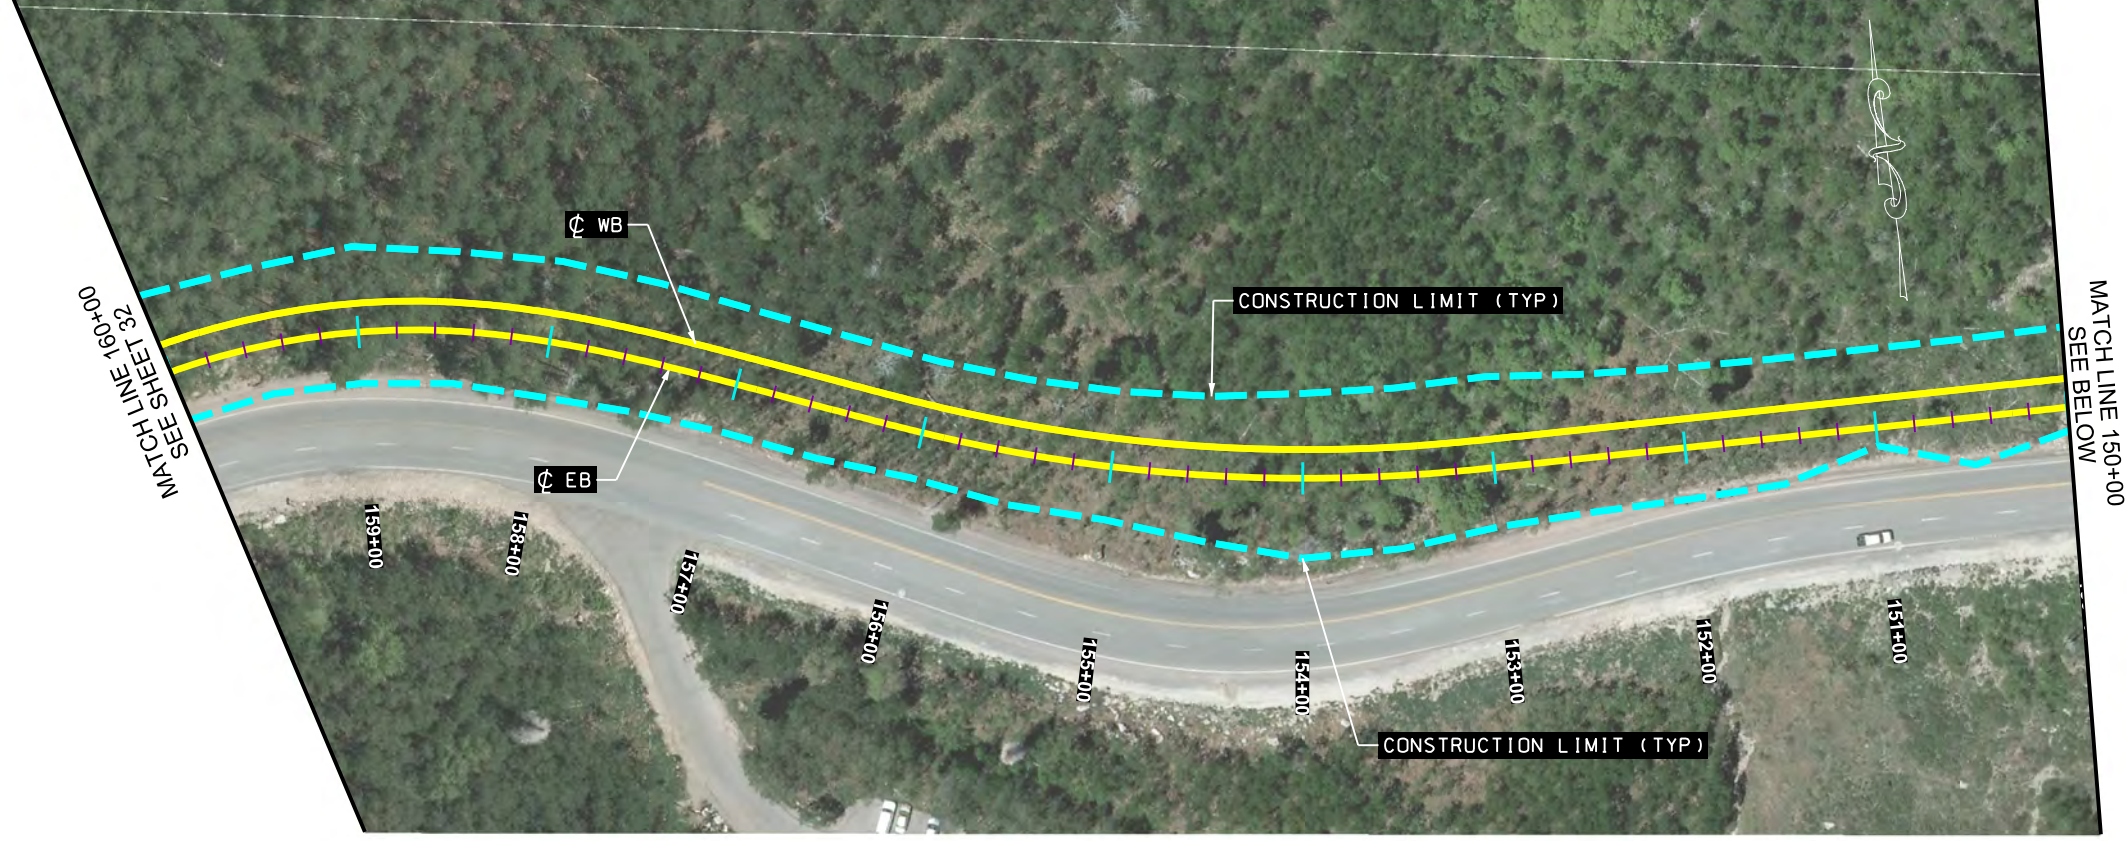 ℄ WB
CONSTRUCTION LIMIT (TYP)
MATCH LINE 160+00
SEE SHEET 32
MATCH LINE 150+00
SEE BELOW
℄ EB
159+00
158+00
157+00
156+00
155+00
154+00
153+00
152+00
151+00
CONSTRUCTION LIMIT (TYP)